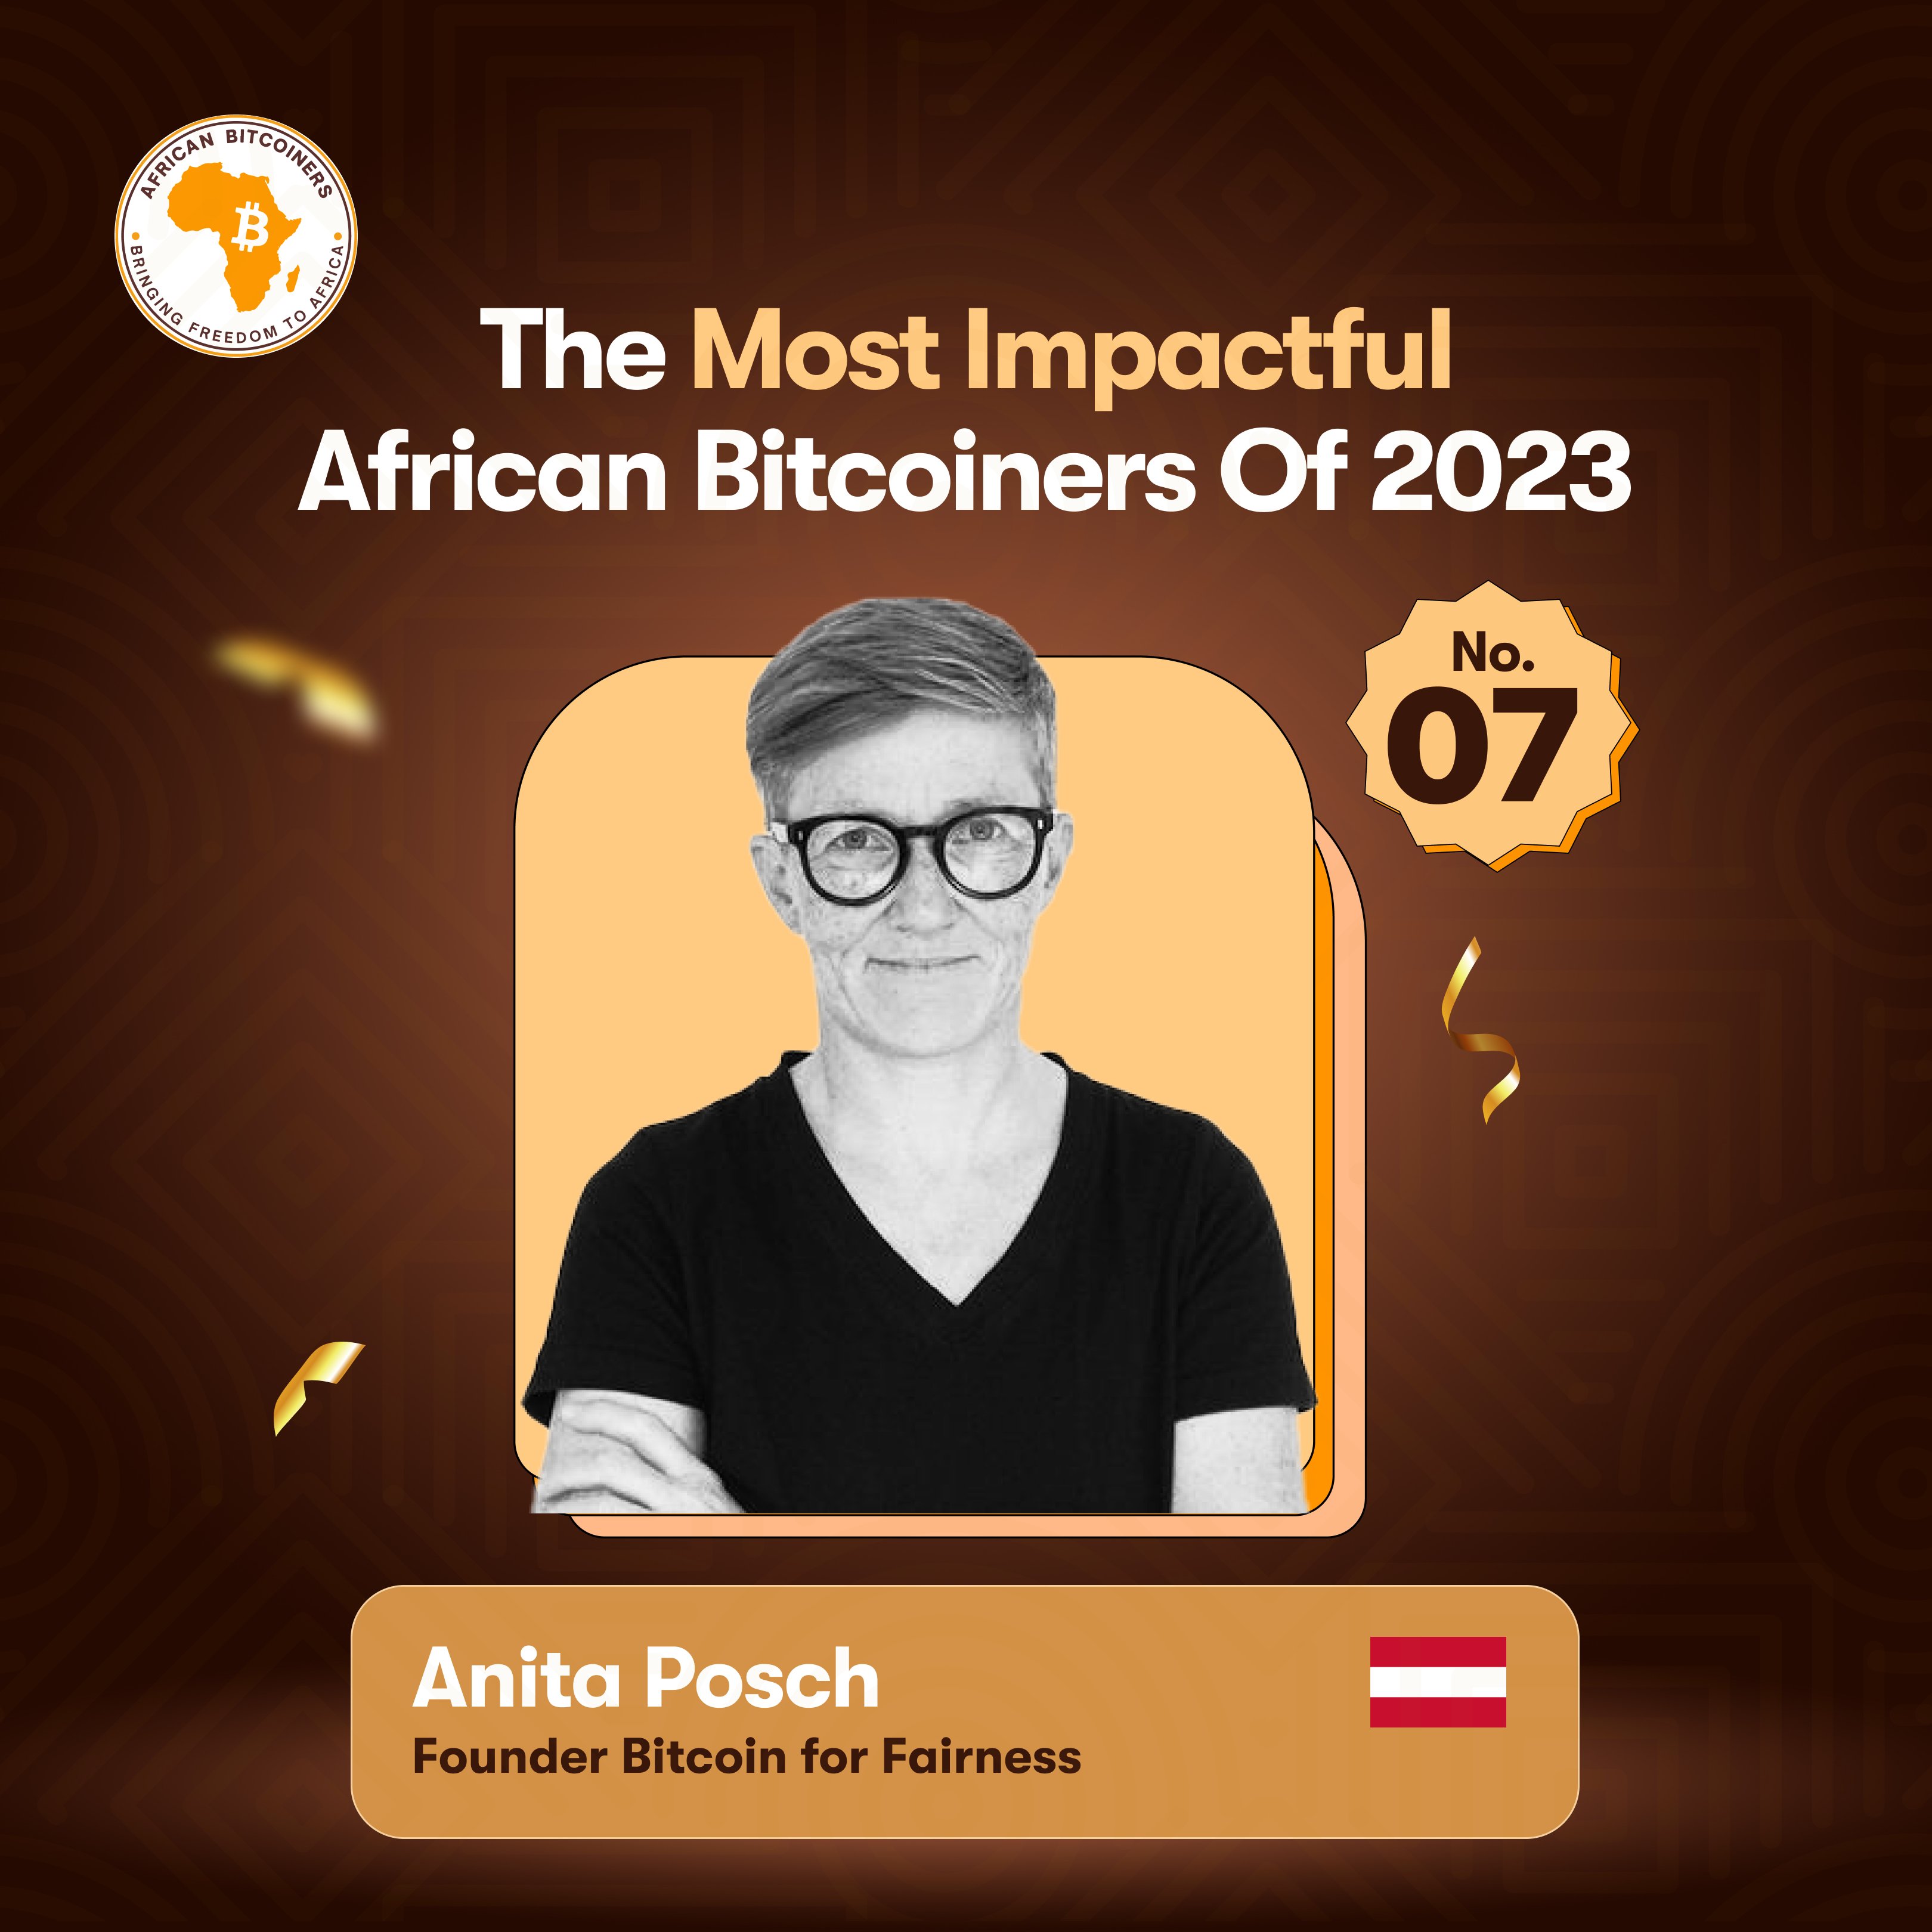 AFRICAN BITCOINERS
BRINGING FREEDOM TO AFRICA
The Most Impactful
African Bitcoiners Of 2023
No.
07
Anita Posch
Founder Bitcoin for Fairness